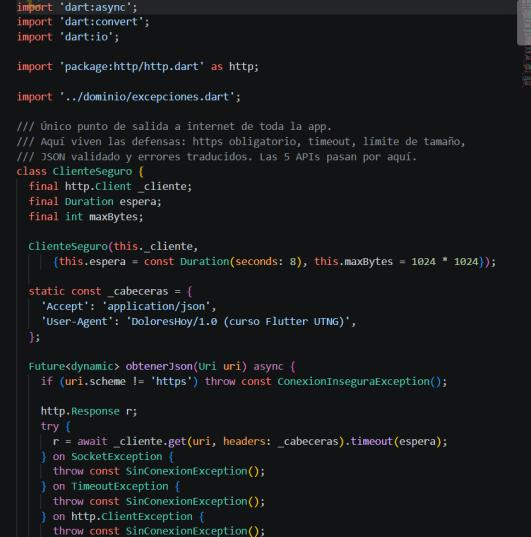 import 'dart:async';
import 'dart:convert';
import 'dart:io';
import 'package:http/http.dart' as http;
import '../dominio/excepciones.dart';
/// Único punto de salida a internet de toda la app.
/// Aquí viven las defensas: https obligatorio, timeout, límite de tamaño,
/// JSON validado y errores traducidos. Las 5 APIs pasan por aquí.
class ClienteSeguro {
  final http.Client _cliente;
  final Duration espera;
  final int maxBytes;
  ClienteSeguro(this._cliente,
      {this.espera = const Duration(seconds: 8), this.maxBytes = 1024 * 1024});
  static const _cabeceras = {
    'Accept': 'application/json',
    'User-Agent': 'DoloresHoy/1.0 (curso Flutter UTNG)',
  };
  Future<dynamic> obtenerJson(Uri uri) async {
    if (uri.scheme != 'https') throw const ConexionInseguraException();
    http.Response r;
    try {
      r = await _cliente.get(uri, headers: _cabeceras).timeout(espera);
    } on SocketException {
      throw const SinConexionException();
    } on TimeoutException {
      throw const SinConexionException();
    } on http.ClientException {
      throw const SinConexionException();